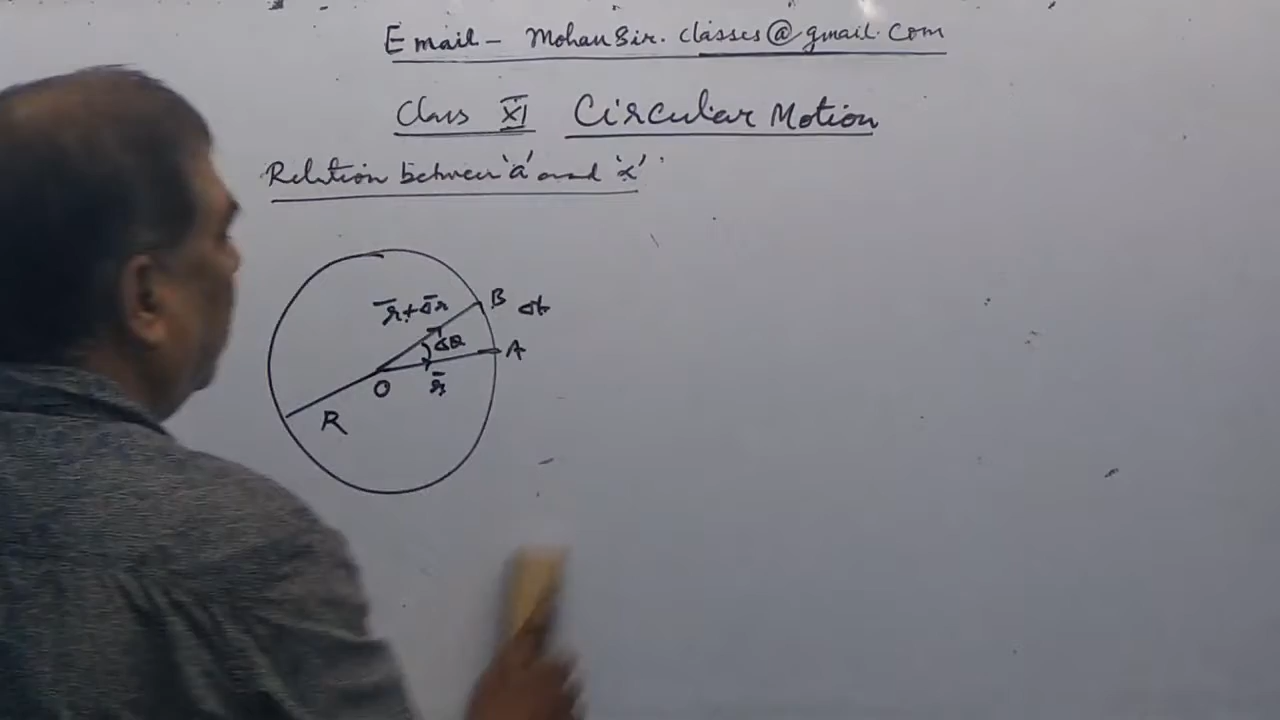 Email - MohanSir.classes@gmail.com
Class XI Circular Motion
Relation between 'a' and 'α'
r̄+Δr̄
B Δt
Δθ
A
O
r̄
R